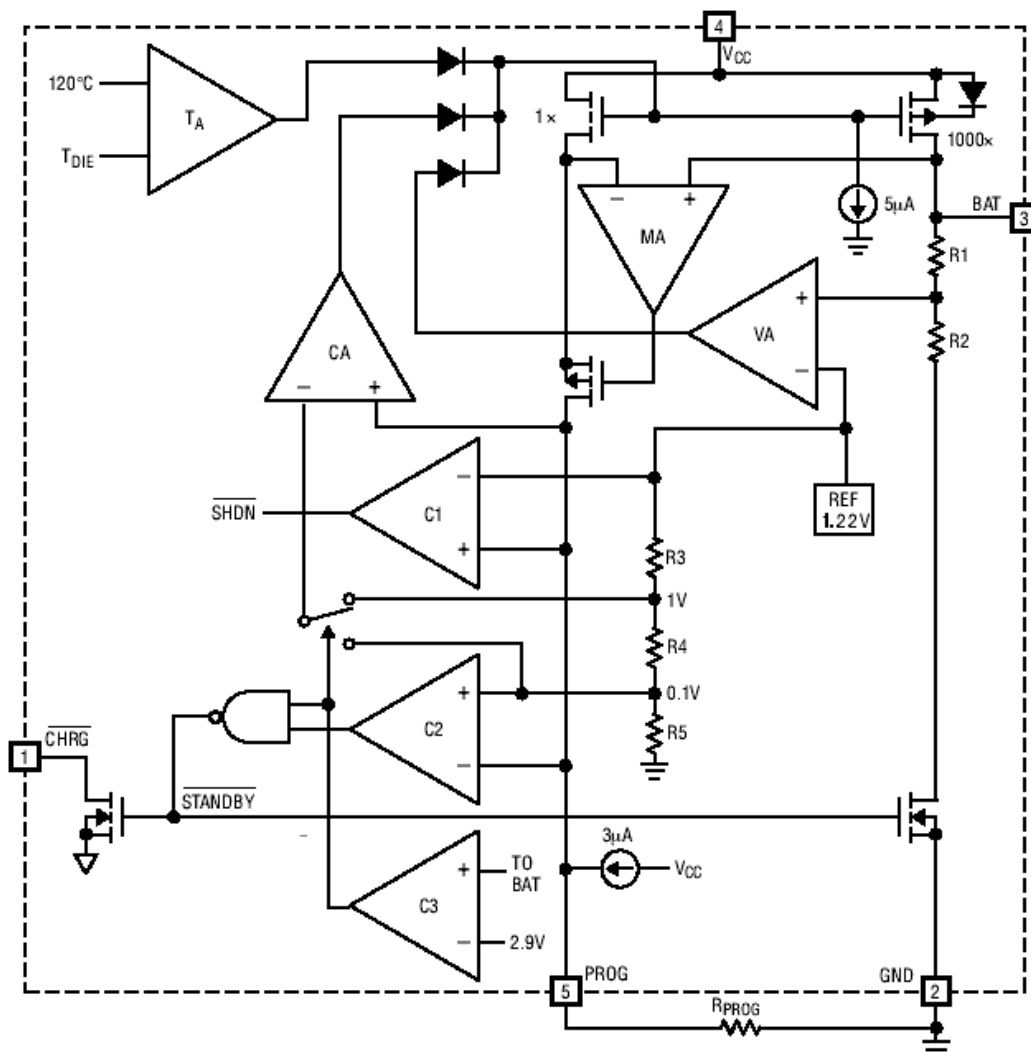 4
VCC
120°C
TA
TDIE
1×
1000×
MA
− +
5μA
BAT
3
R1
VA
+
−
R2
CA
− +
C1
−
+
SHDN
REF
1.22V
R3
1V
R4
0.1V
R5
C2
+
−
CHRG
1
STANDBY
3μA
VCC
C3
+
−
TO
BAT
2.9V
PROG
5
GND
2
RPROG